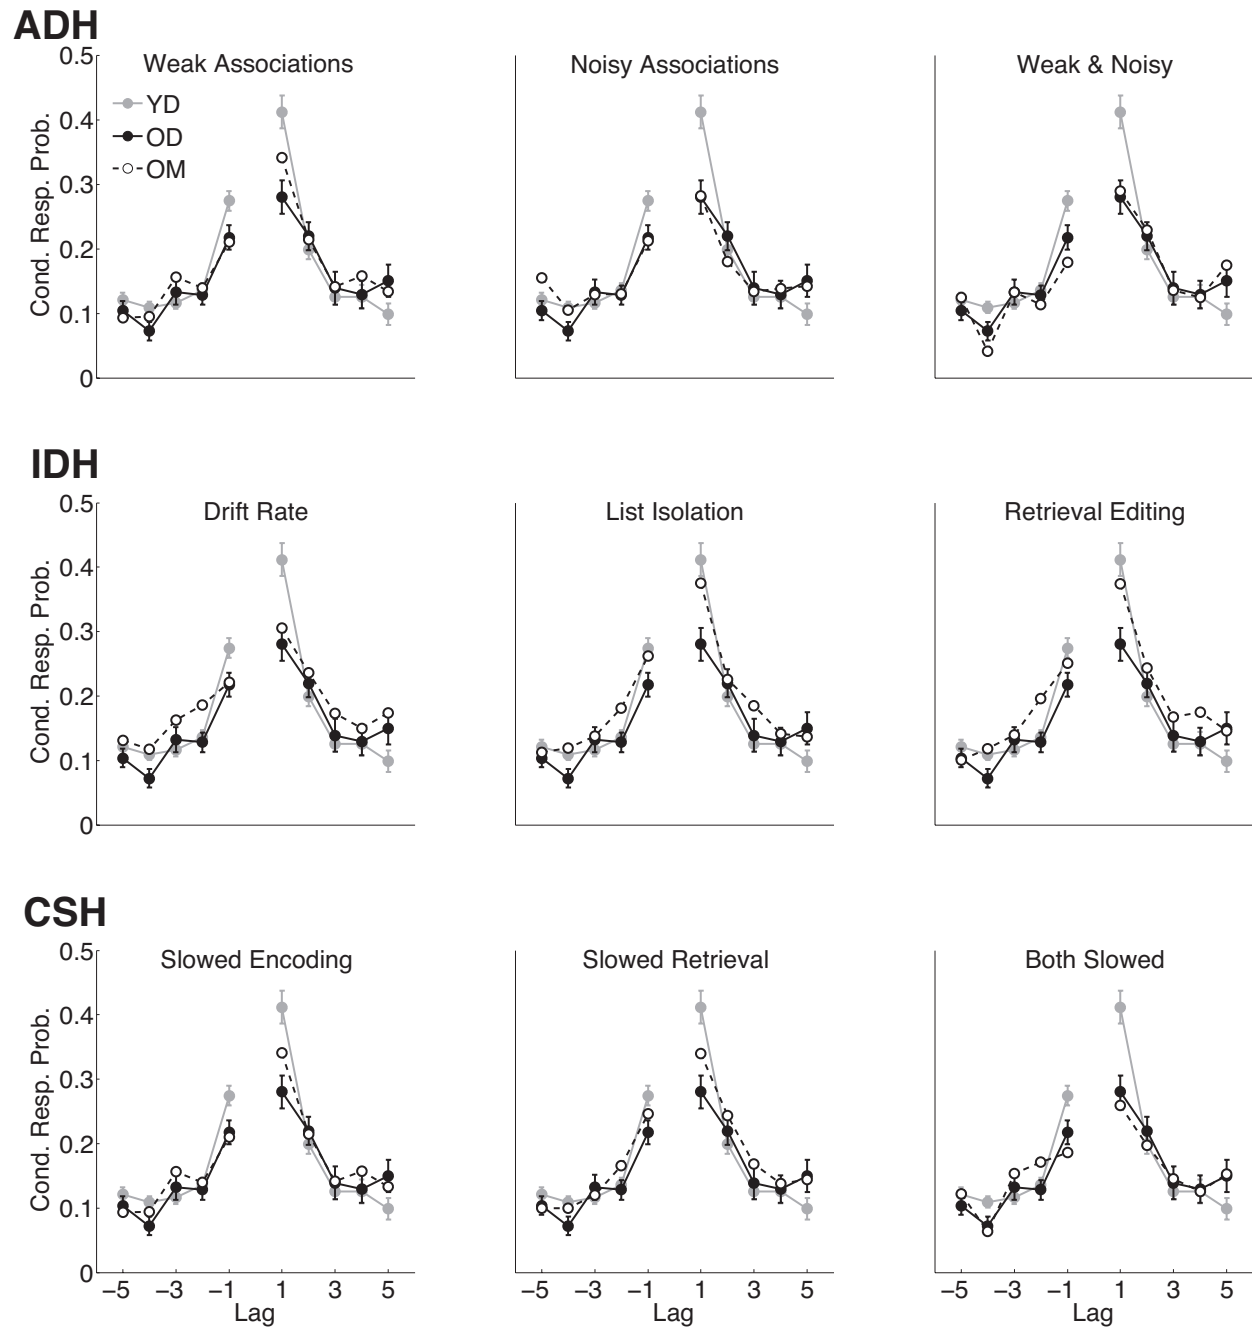 ADH
Weak Associations
Noisy Associations
Weak & Noisy
YD
OD
OM
Cond. Resp. Prob.
0.5
0.4
0.3
0.2
0.1
0
IDH
Drift Rate
List Isolation
Retrieval Editing
Cond. Resp. Prob.
0.5
0.4
0.3
0.2
0.1
0
CSH
Slowed Encoding
Slowed Retrieval
Both Slowed
Cond. Resp. Prob.
0.5
0.4
0.3
0.2
0.1
0
−5 −3 −1 1 3 5
Lag
−5 −3 −1 1 3 5
Lag
−5 −3 −1 1 3 5
Lag